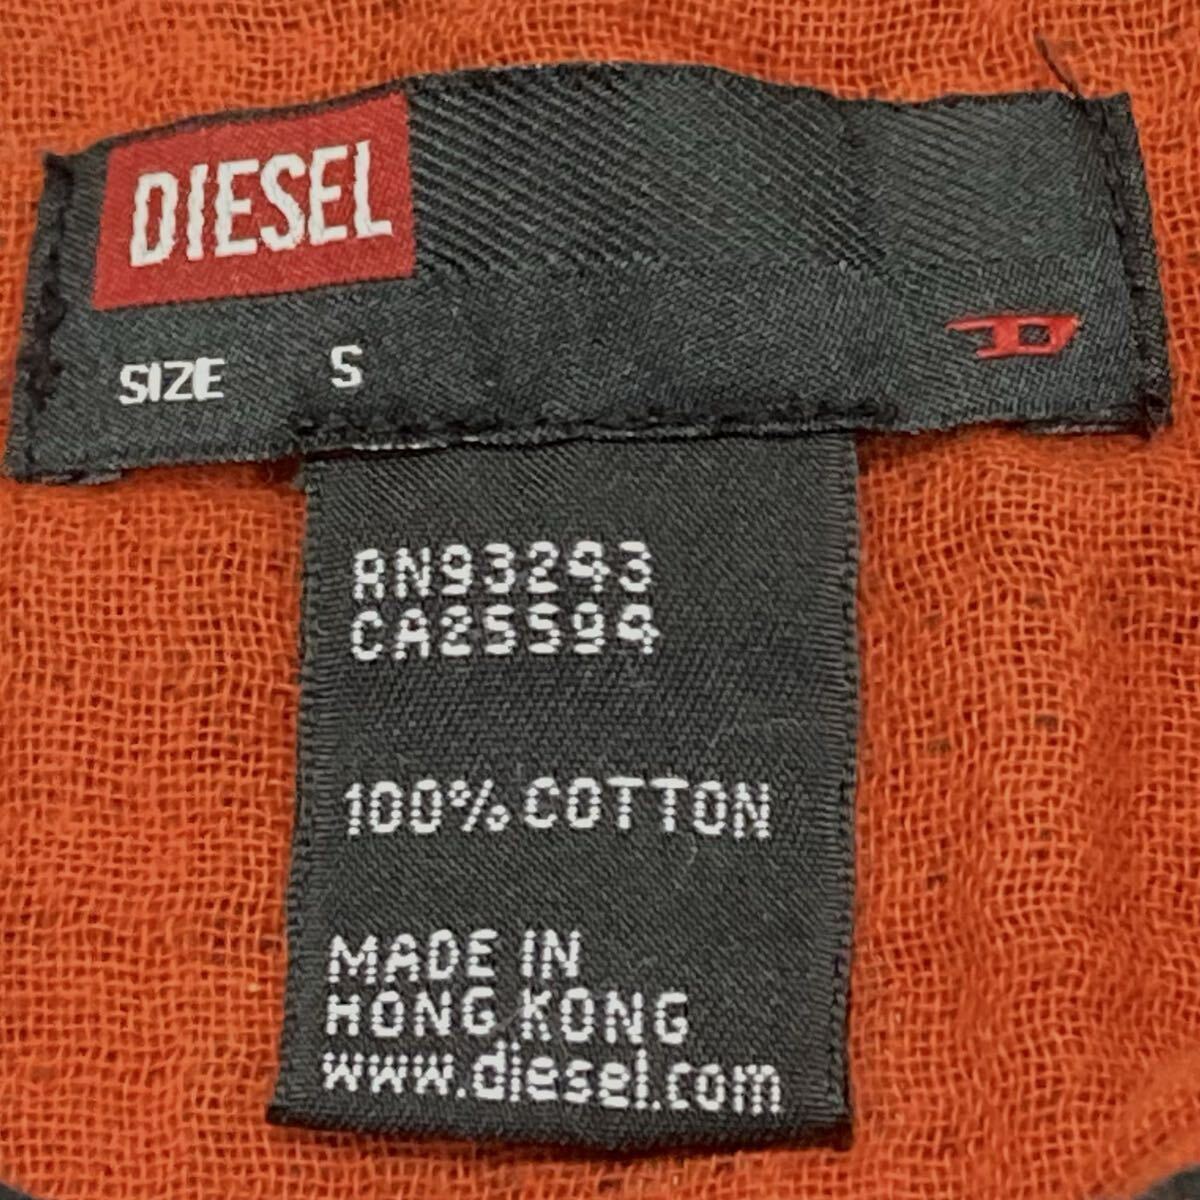 DIESEL
SIZE S
D
RN93243
CA25594
100% COTTON
MADE IN
HONG KONG
www.diesel.com